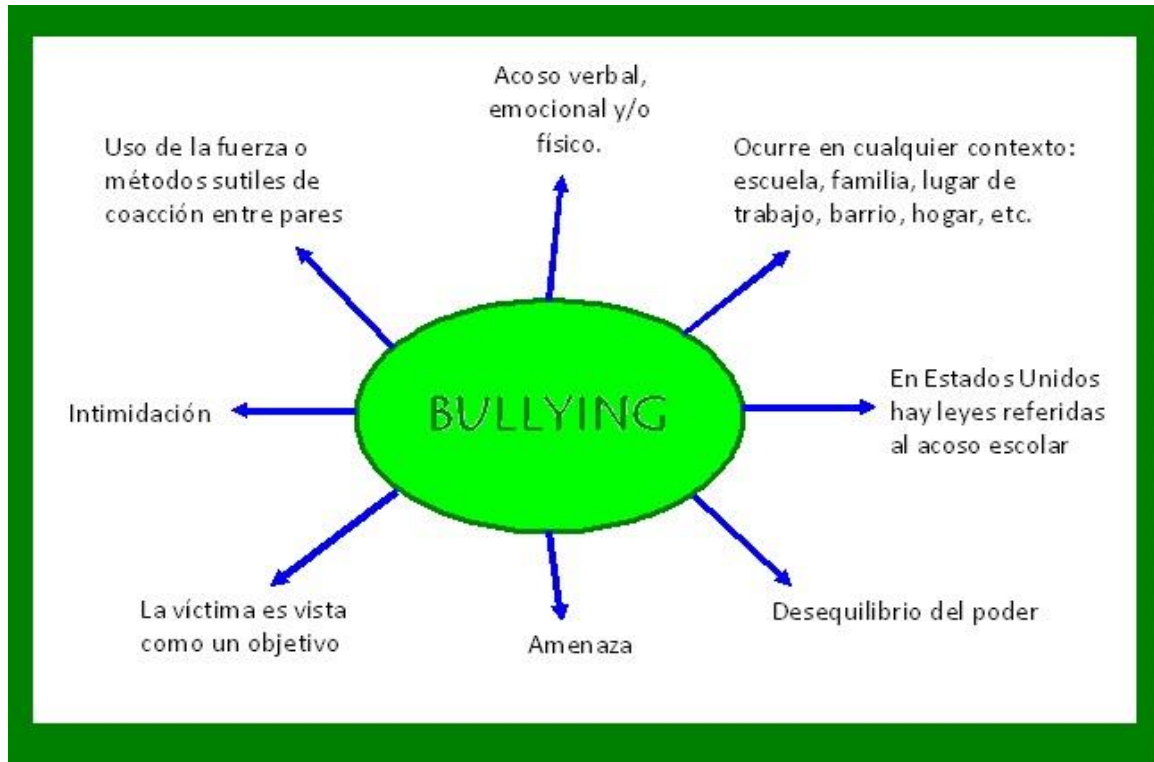 Acoso verbal,
emocional y/o
físico.
Uso de la fuerza o
métodos sutiles de
coacción entre pares
Ocurre en cualquier contexto:
escuela, familia, lugar de
trabajo, barrio, hogar, etc.
Intimidación
BULLYING
En Estados Unidos
hay leyes referidas
al acoso escolar
La víctima es vista
como un objetivo
Amenaza
Desequilibrio del poder